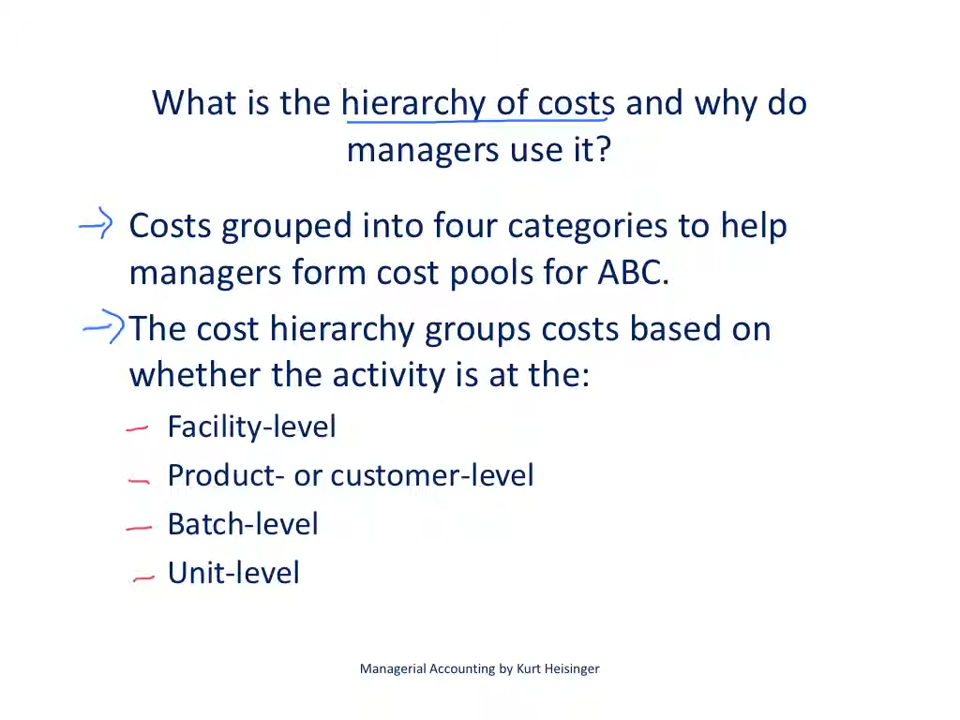 What is the hierarchy of costs and why do
managers use it?
Costs grouped into four categories to help
managers form cost pools for ABC.
The cost hierarchy groups costs based on
whether the activity is at the:
Facility-level
Product- or customer-level
Batch-level
Unit-level
Managerial Accounting by Kurt Heisinger